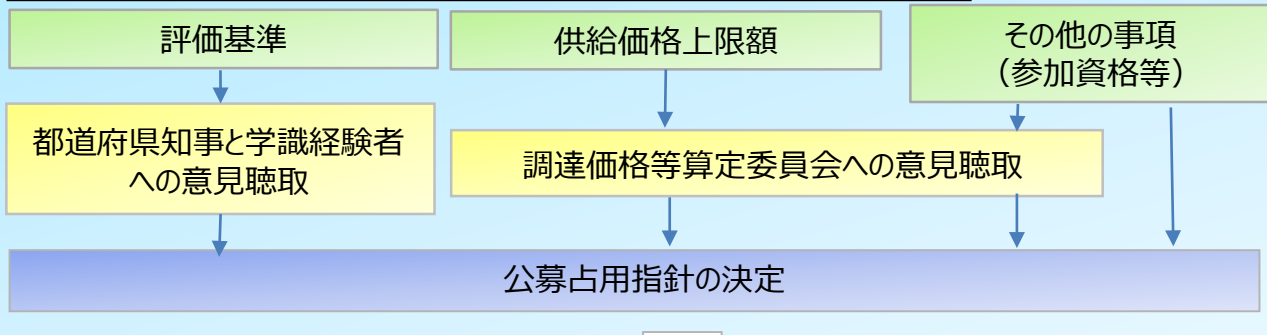 評価基準
供給価格上限額
その他の事項
（参加資格等）
都道府県知事と学識経験者
への意見聴取
調達価格等算定委員会への意見聴取
公募占用指針の決定